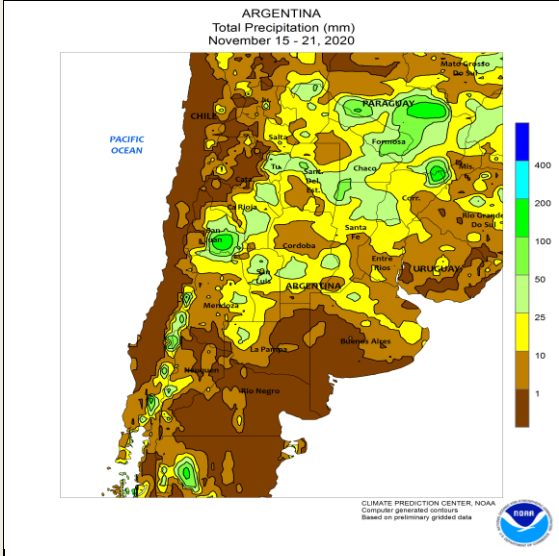 ARGENTINA
Total Precipitation (mm)
November 15 - 21, 2020
Mato Grosso
Do Sul
PARAGUAY
CHILE
PACIFIC
OCEAN
Salta
Formosa
Tu.
Sant.
Del
Est.
Chaco
Mis.
Cata.
La Rioja
Corr.
Rio Grande
Do Sul
San
Juan
Santa
Fe
Cordoba
Entre
Rios
URUGUAY
San
Luis
ARGENTINA
Mendoza
Buenos Aires
La Pampa
Neuquen
Rio Negro
400
200
100
50
25
10
1
CLIMATE PREDICTION CENTER, NOAA
Computer generated contours
Based on preliminary gridded data
NOAA